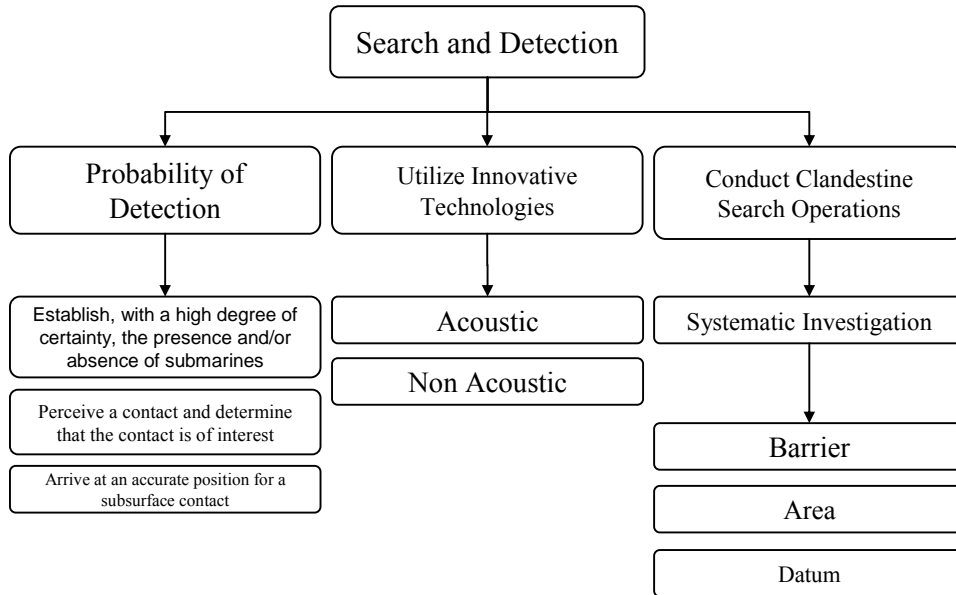 Search and Detection
Probability of
Detection
Utilize Innovative
Technologies
Conduct Clandestine
Search Operations
Establish, with a high degree of
certainty, the presence and/or
absence of submarines
Perceive a contact and determine
that the contact is of interest
Arrive at an accurate position for a
subsurface contact
Acoustic
Non Acoustic
Systematic Investigation
Barrier
Area
Datum